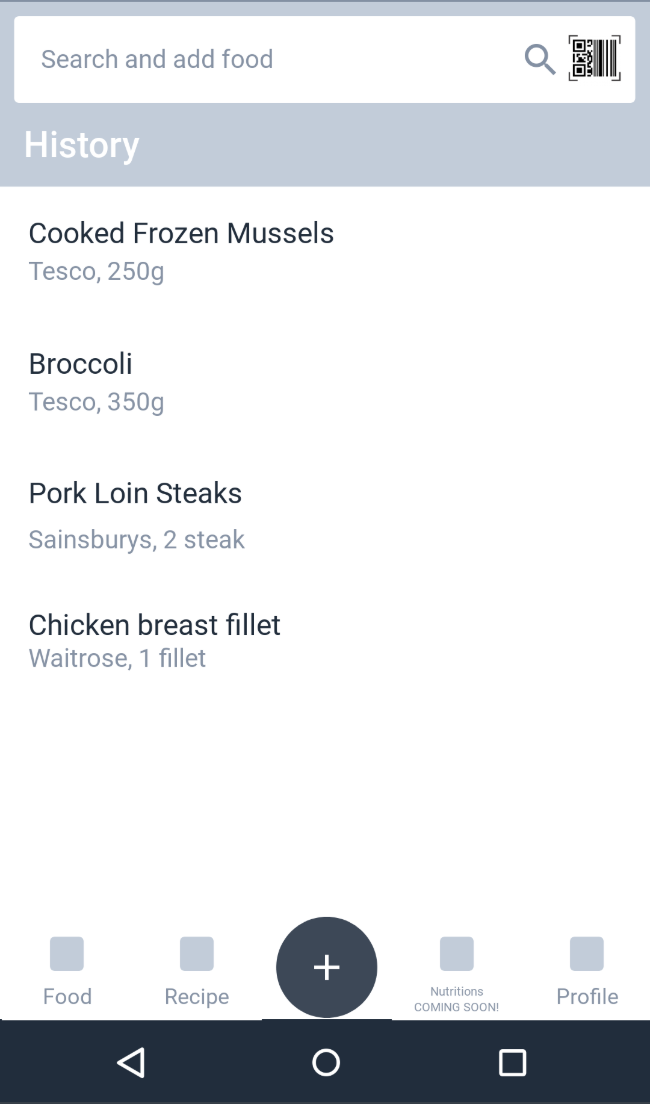 Search and add food
History
Cooked Frozen Mussels
Tesco, 250g
Broccoli
Tesco, 350g
Pork Loin Steaks
Sainsburys, 2 steak
Chicken breast fillet
Waitrose, 1 fillet
+
Food
Recipe
Nutritions
COMING SOON!
Profile